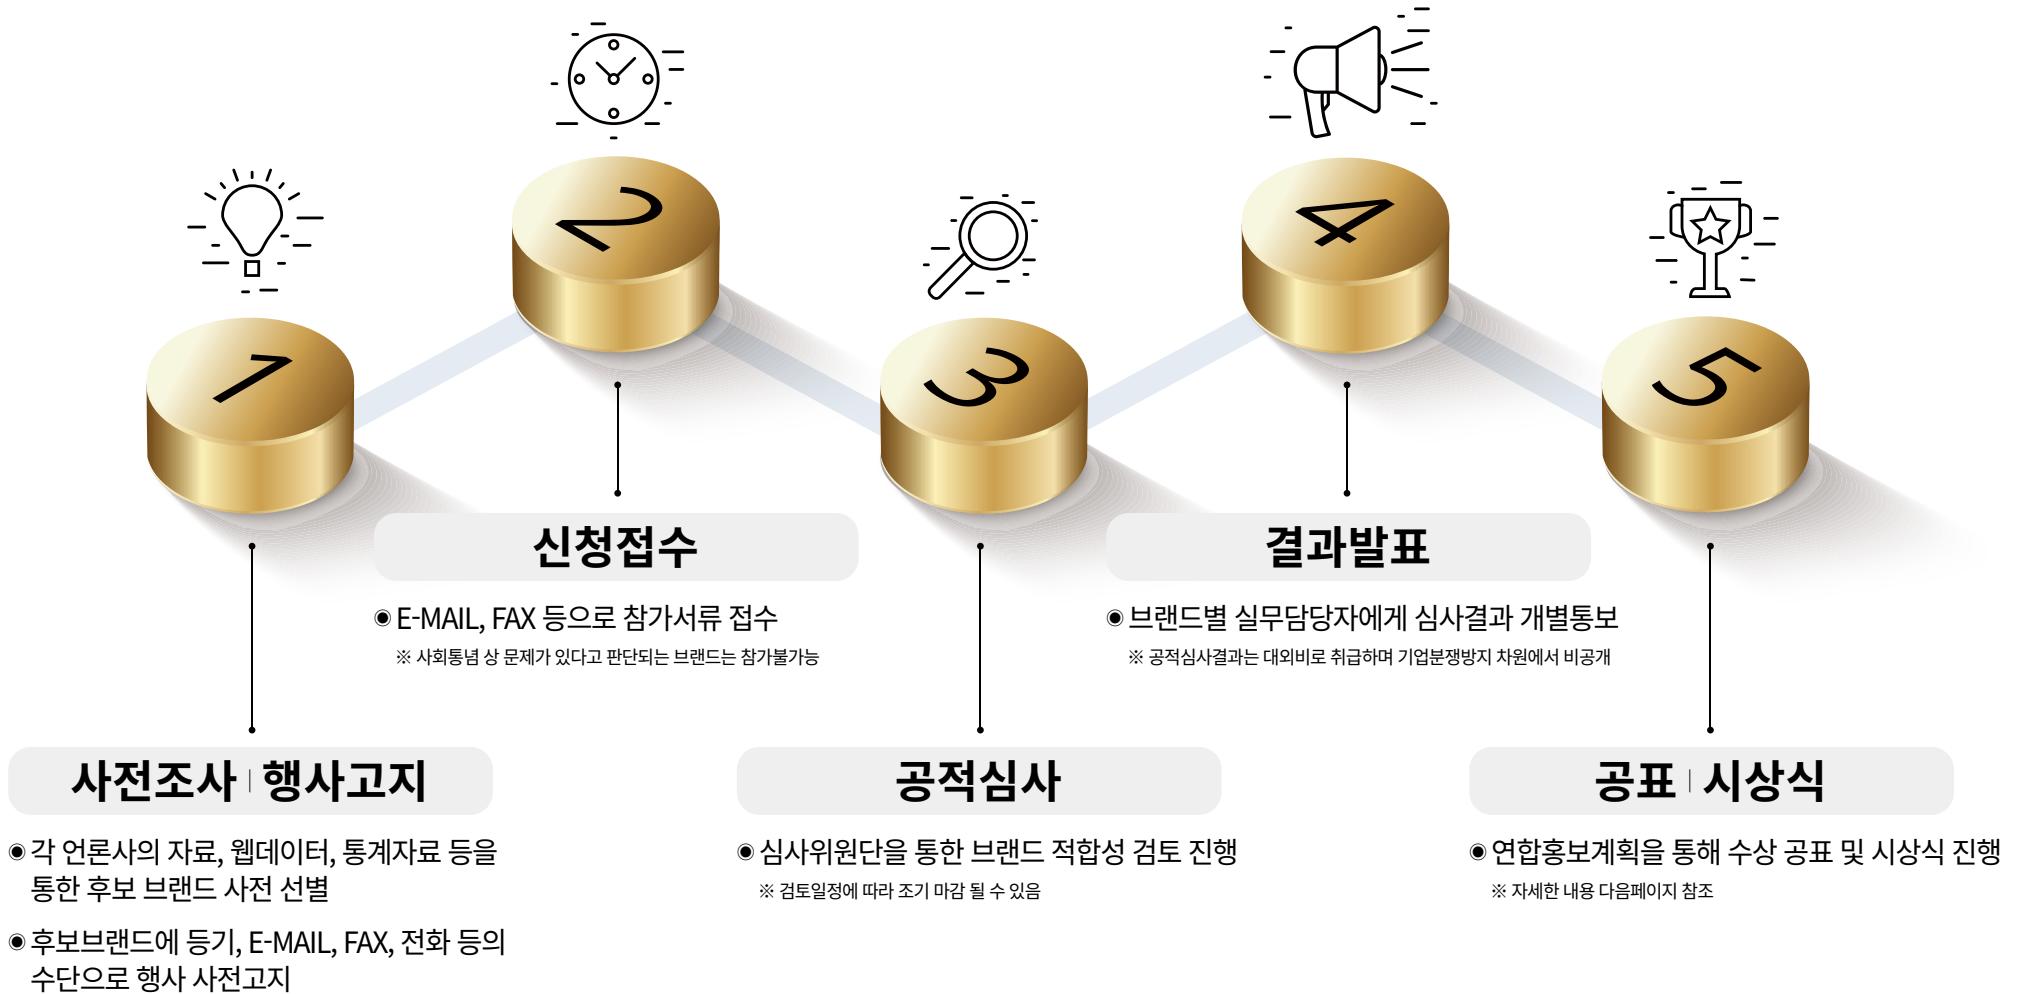 1
사전조사 | 행사고지
◉ 각 언론사의 자료, 웹데이터, 통계자료 등을
통한 후보 브랜드 사전 선별
◉ 후보브랜드에 등기, E-MAIL, FAX, 전화 등의
수단으로 행사 사전고지
2
신청접수
◉ E-MAIL, FAX 등으로 참가서류 접수
※ 사회통념 상 문제가 있다고 판단되는 브랜드는 참가불가능
3
공적심사
◉ 심사위원단을 통한 브랜드 적합성 검토 진행
※ 검토일정에 따라 조기 마감 될 수 있음
4
결과발표
◉ 브랜드별 실무담당자에게 심사결과 개별통보
※ 공적심사결과는 대외비로 취급하며 기업분쟁방지 차원에서 비공개
5
공표 | 시상식
◉ 연합홍보계획을 통해 수상 공표 및 시상식 진행
※ 자세한 내용 다음페이지 참조